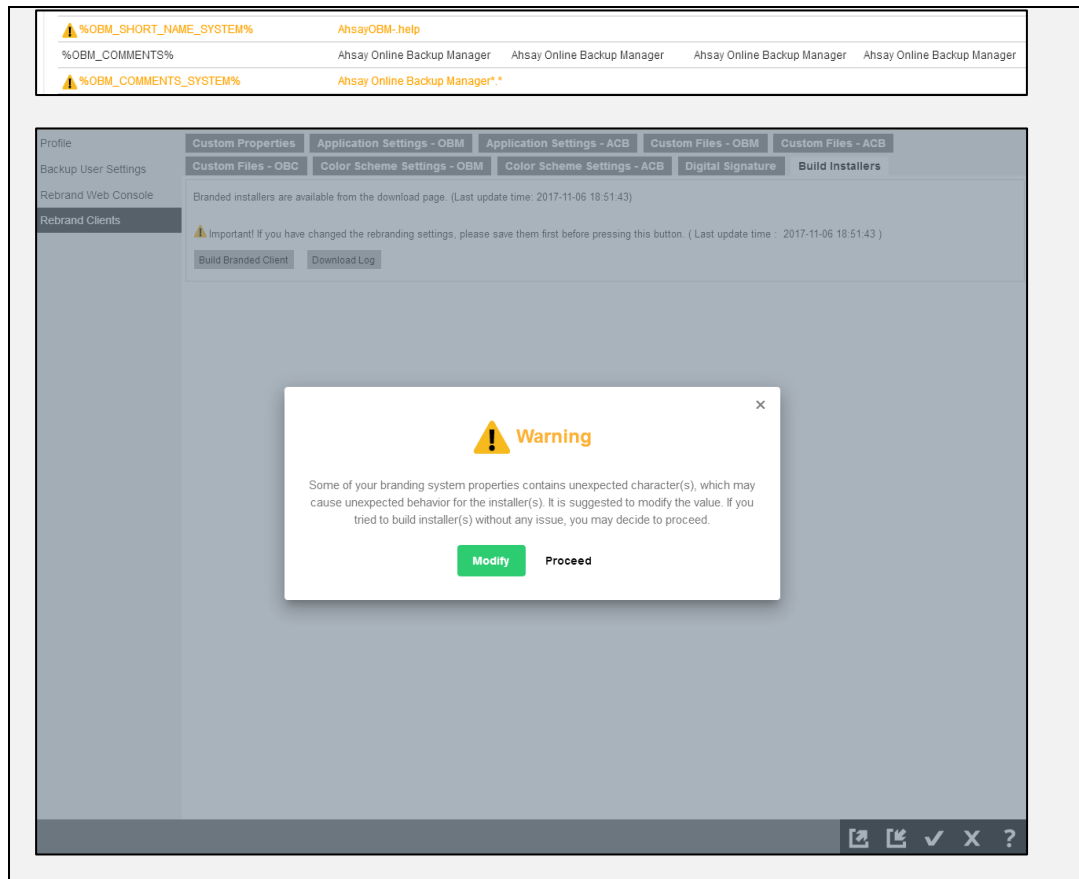 %OBM_SHORT_NAME_SYSTEM% AhsayOBM-.help
%OBM_COMMENTS% Ahsay Online Backup Manager Ahsay Online Backup Manager Ahsay Online Backup Manager Ahsay Online Backup Manager
%OBM_COMMENTS_SYSTEM% Ahsay Online Backup Manager*.*
Profile
Backup User Settings
Rebrand Web Console
Rebrand Clients
Custom Properties Application Settings - OBM Application Settings - ACB Custom Files - OBM Custom Files - ACB
Custom Files - OBC Color Scheme Settings - OBM Color Scheme Settings - ACB Digital Signature Build Installers
Branded installers are available from the download page. (Last update time: 2017-11-06 18:51:43)
Important! If you have changed the rebranding settings, please save them first before pressing this button. ( Last update time : 2017-11-06 18:51:43 )
Build Branded Client Download Log
Warning
Some of your branding system properties contains unexpected character(s), which may
cause unexpected behavior for the installer(s). It is suggested to modify the value. If you
tried to build installer(s) without any issue, you may decide to proceed.
Modify Proceed